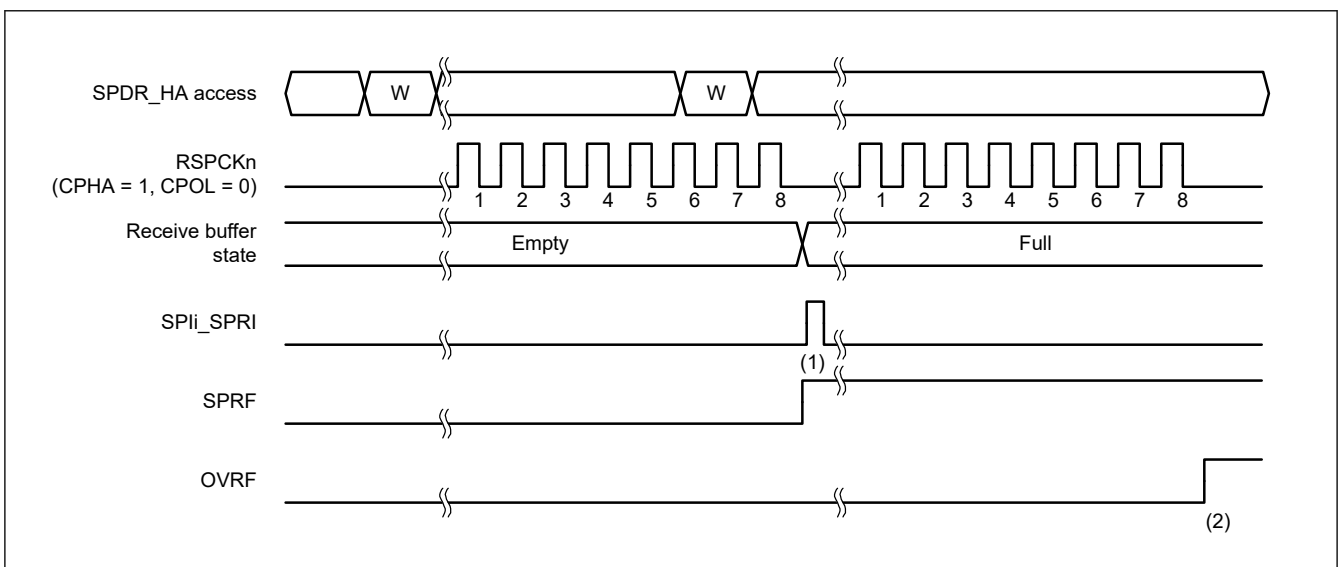 SPDR_HA access
W
W
RSPCKn
(CPHA = 1, CPOL = 0)
1 2 3 4 5 6 7 8 1 2 3 4 5 6 7 8
Receive buffer
state
Empty
Full
SPIi_SPRI
(1)
SPRF
OVRF
(2)